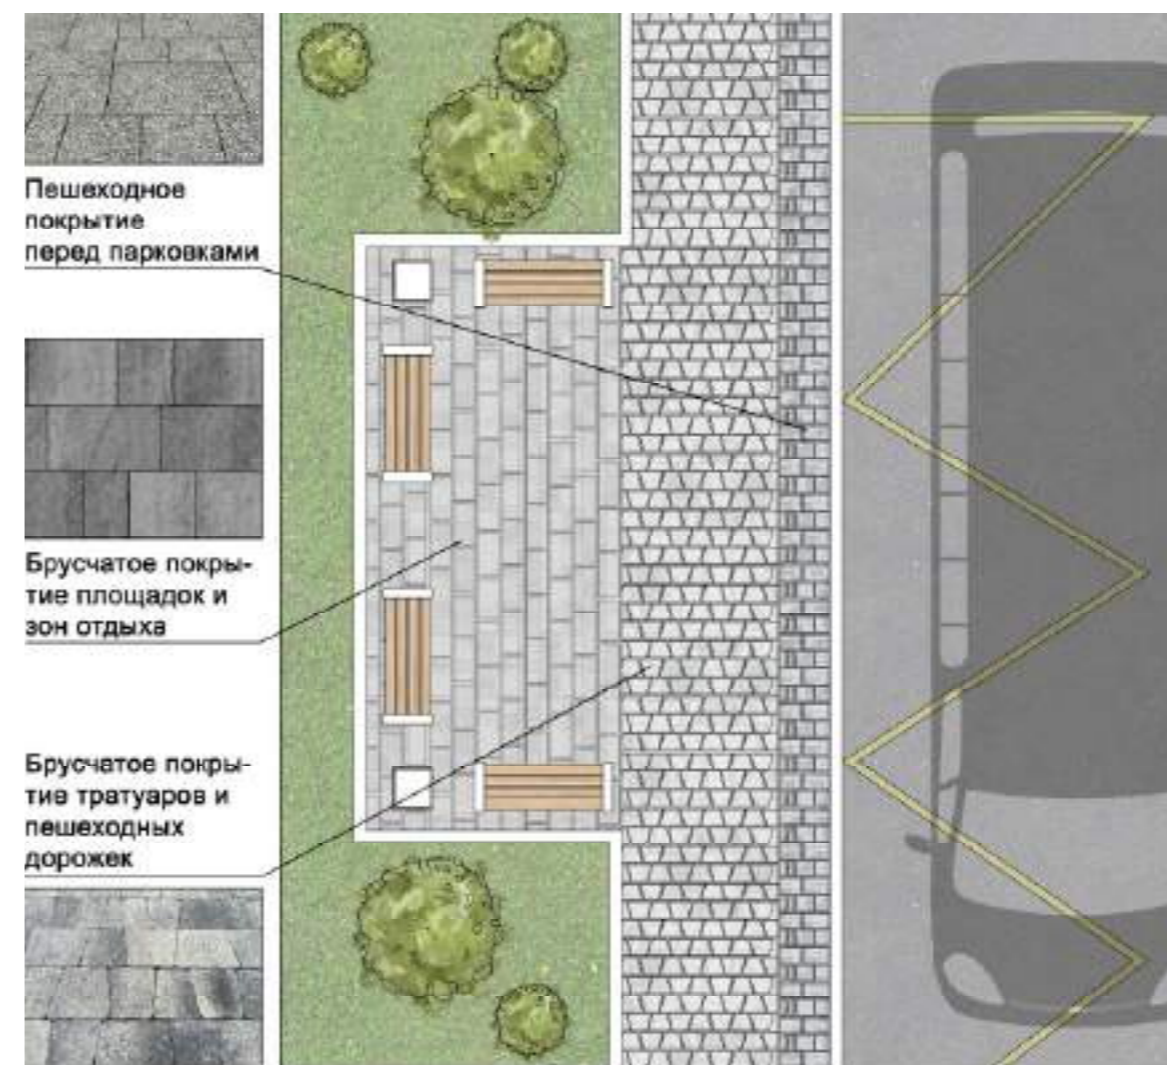 Пешеходное
покрытие
перед парковками
Брусчатое покры-
тие площадок и
зон отдыха
Брусчатое покры-
тие тратуаров и
пешеходных
дорожек